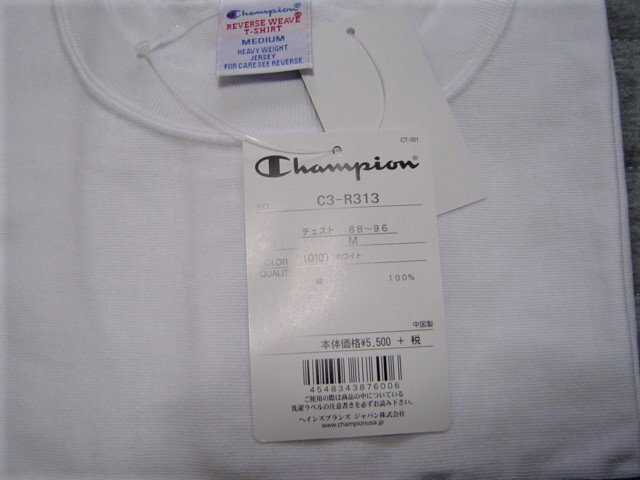 Champion
REVERSE WEAVE®
T-SHIRT
MEDIUM
HEAVY WEIGHT
JERSEY
FOR CARE SEE REVERSE
CT-001
Champion
NO C3-R313
チェスト 88~96
M
COLOR (010) ホワイト
QUALITY 綿 100%
中国製
本体価格¥5,500 + 税
4548343876006
ご使用の際は商品の中についている
洗濯ラベルの注意書きを必ずお読み下さい。
ヘインズブランズ ジャパン株式会社
www.championusa.jp